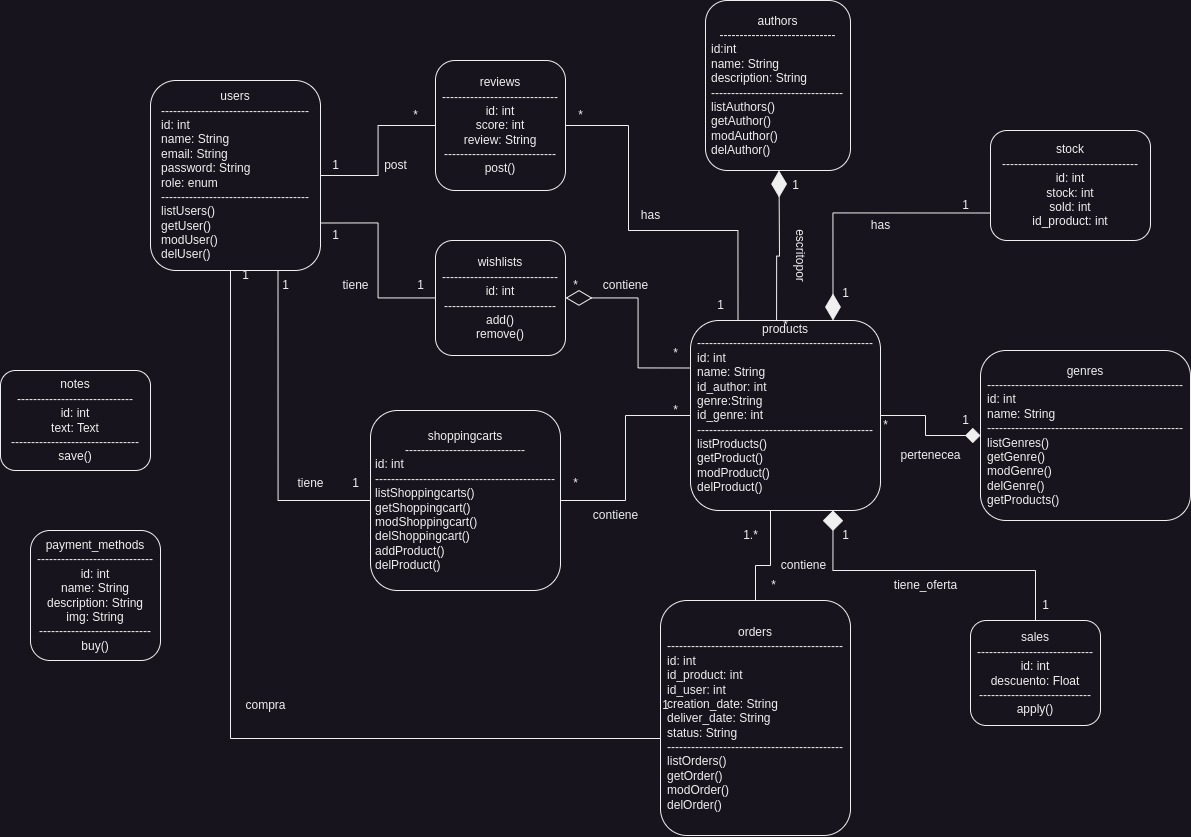 authors
-----------------------------
id:int
name: String
description: String
---------------------------------
listAuthors()
getAuthor()
modAuthor()
delAuthor()
1
escritopor
*
reviews
-----------------------------
id: int
score: int
review: String
----------------------------
post()
*
*
users
-------------------------------------
id: int
name: String
email: String
password: String
role: enum
-------------------------------------
listUsers()
getUser()
modUser()
delUser()
1
post
1
1
1
has
1
stock
----------------------------------
id: int
stock: int
sold: int
id_product: int
1
has
1
wishlists
-----------------------------
id: int
----------------------------
add()
remove()
tiene
1
*
contiene
*
products
--------------------------------------------
id: int
name: String
id_author: int
genre:String
id_genre: int
--------------------------------------------
listProducts()
getProduct()
modProduct()
delProduct()
genres
-------------------------------------------------
id: int
name: String
-------------------------------------------------
listGenres()
getGenre()
modGenre()
delGenre()
getProducts()
*
1
pertenecea
notes
-----------------------------
id: int
text: Text
--------------------------------
save()
shoppingcarts
------------------------------
id: int
---------------------------------------------
listShoppingcarts()
getShoppingcart()
modShoppingcart()
delShoppingcart()
addProduct()
delProduct()
tiene
1
*
contiene
*
payment_methods
-----------------------------
id: int
name: String
description: String
img: String
----------------------------
buy()
1.*
contiene
*
1
tiene_oferta
1
orders
--------------------------------------------
id: int
id_product: int
id_user: int
creation_date: String
deliver_date: String
status: String
--------------------------------------------
listOrders()
getOrder()
modOrder()
delOrder()
compra
1
sales
-----------------------------
id: int
descuento: Float
----------------------------
apply()